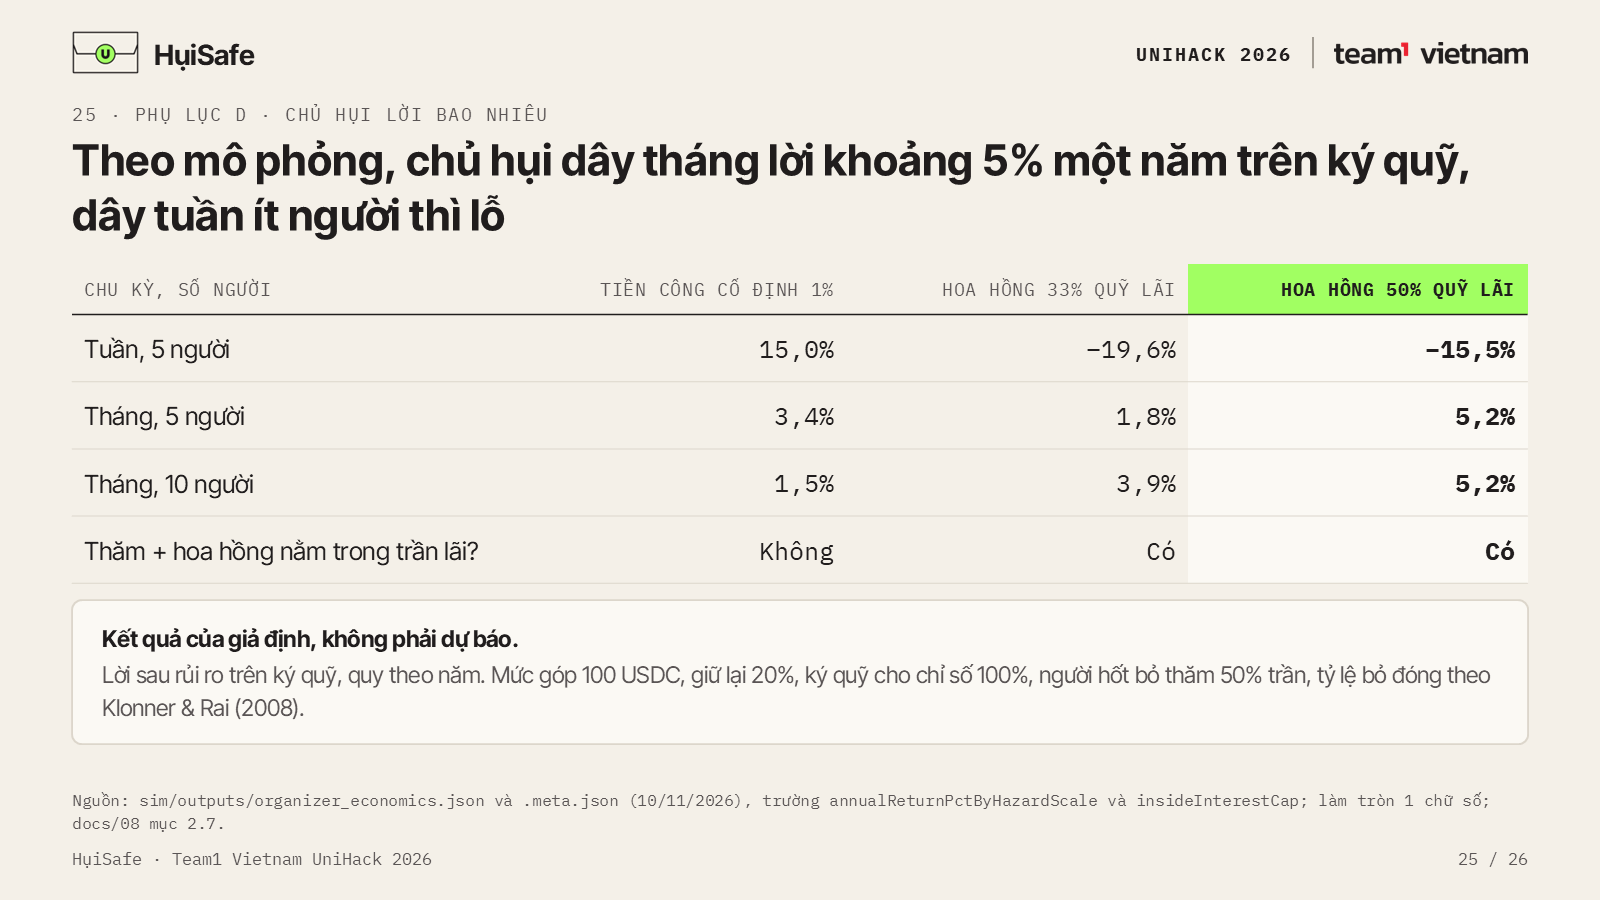 U HụiSafe
UNIHACK 2026 | team1 vietnam
25 · PHỤ LỤC D · CHỦ HỤI LỜI BAO NHIÊU
Theo mô phỏng, chủ hụi dây tháng lời khoảng 5% một năm trên ký quỹ,
dây tuần ít người thì lỗ
CHU KỲ, SỐ NGƯỜI TIỀN CÔNG CỐ ĐỊNH 1% HOA HỒNG 33% QUỸ LÃI HOA HỒNG 50% QUỸ LÃI
Tuần, 5 người 15,0% −19,6% −15,5%
Tháng, 5 người 3,4% 1,8% 5,2%
Tháng, 10 người 1,5% 3,9% 5,2%
Thăm + hoa hồng nằm trong trần lãi? Không Có Có
Kết quả của giả định, không phải dự báo.
Lời sau rủi ro trên ký quỹ, quy theo năm. Mức góp 100 USDC, giữ lại 20%, ký quỹ cho chỉ số 100%, người hốt bỏ thăm 50% trần, tỷ lệ bỏ đóng theo
Klonner & Rai (2008).
Nguồn: sim/outputs/organizer_economics.json và .meta.json (10/11/2026), trường annualReturnPctByHazardScale và insideInterestCap; làm tròn 1 chữ số;
docs/08 mục 2.7.
HụiSafe · Team1 Vietnam UniHack 2026 25 / 26